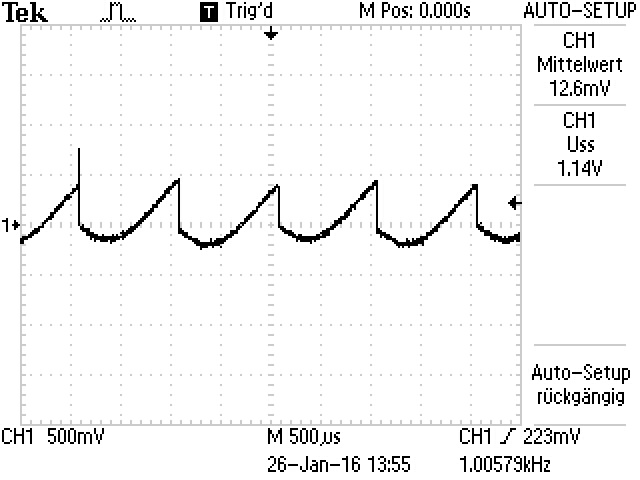 Tek T Trig'd M Pos: 0.000s AUTO-SETUP
CH1
Mittelwert
12.6mV
CH1
Uss
1.14V
1
Auto-Setup
rückgängig
CH1 500mV M 500µs CH1 223mV
26-Jan-16 13:55 1.00579kHz